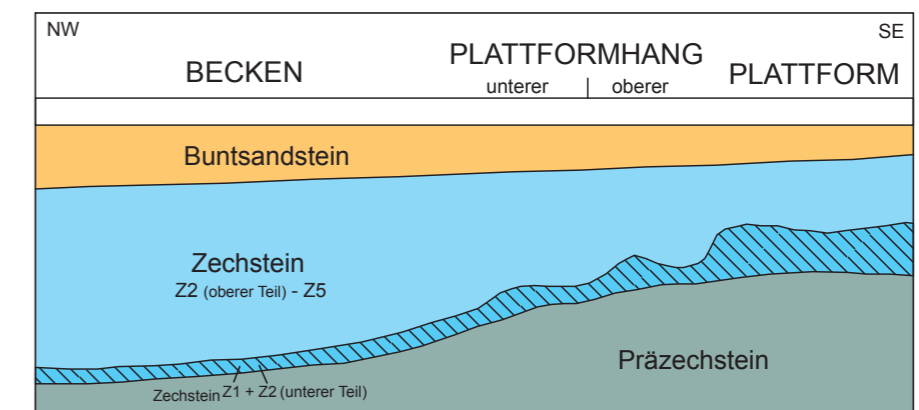 NW
SE
BECKEN
PLATTFORMHANG
unterer | oberer
PLATTFORM
Buntsandstein
Zechstein
Z2 (oberer Teil) - Z5
Präzechstein
Zechstein Z1 + Z2 (unterer Teil)